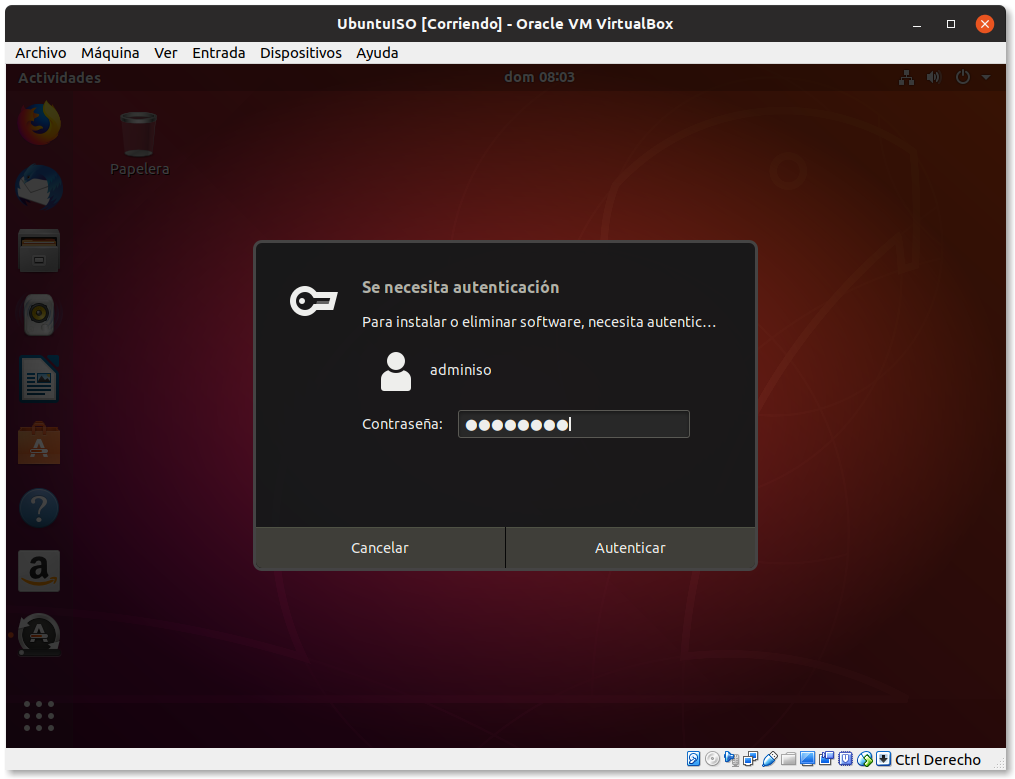 UbuntuISO [Corriendo] - Oracle VM VirtualBox
Archivo Máquina Ver Entrada Dispositivos Ayuda
Actividades dom 08:03
Papelera
Se necesita autenticación
Para instalar o eliminar software, necesita autentic…
adminiso
Contraseña: ●●●●●●●●
Cancelar Autenticar
Ctrl Derecho